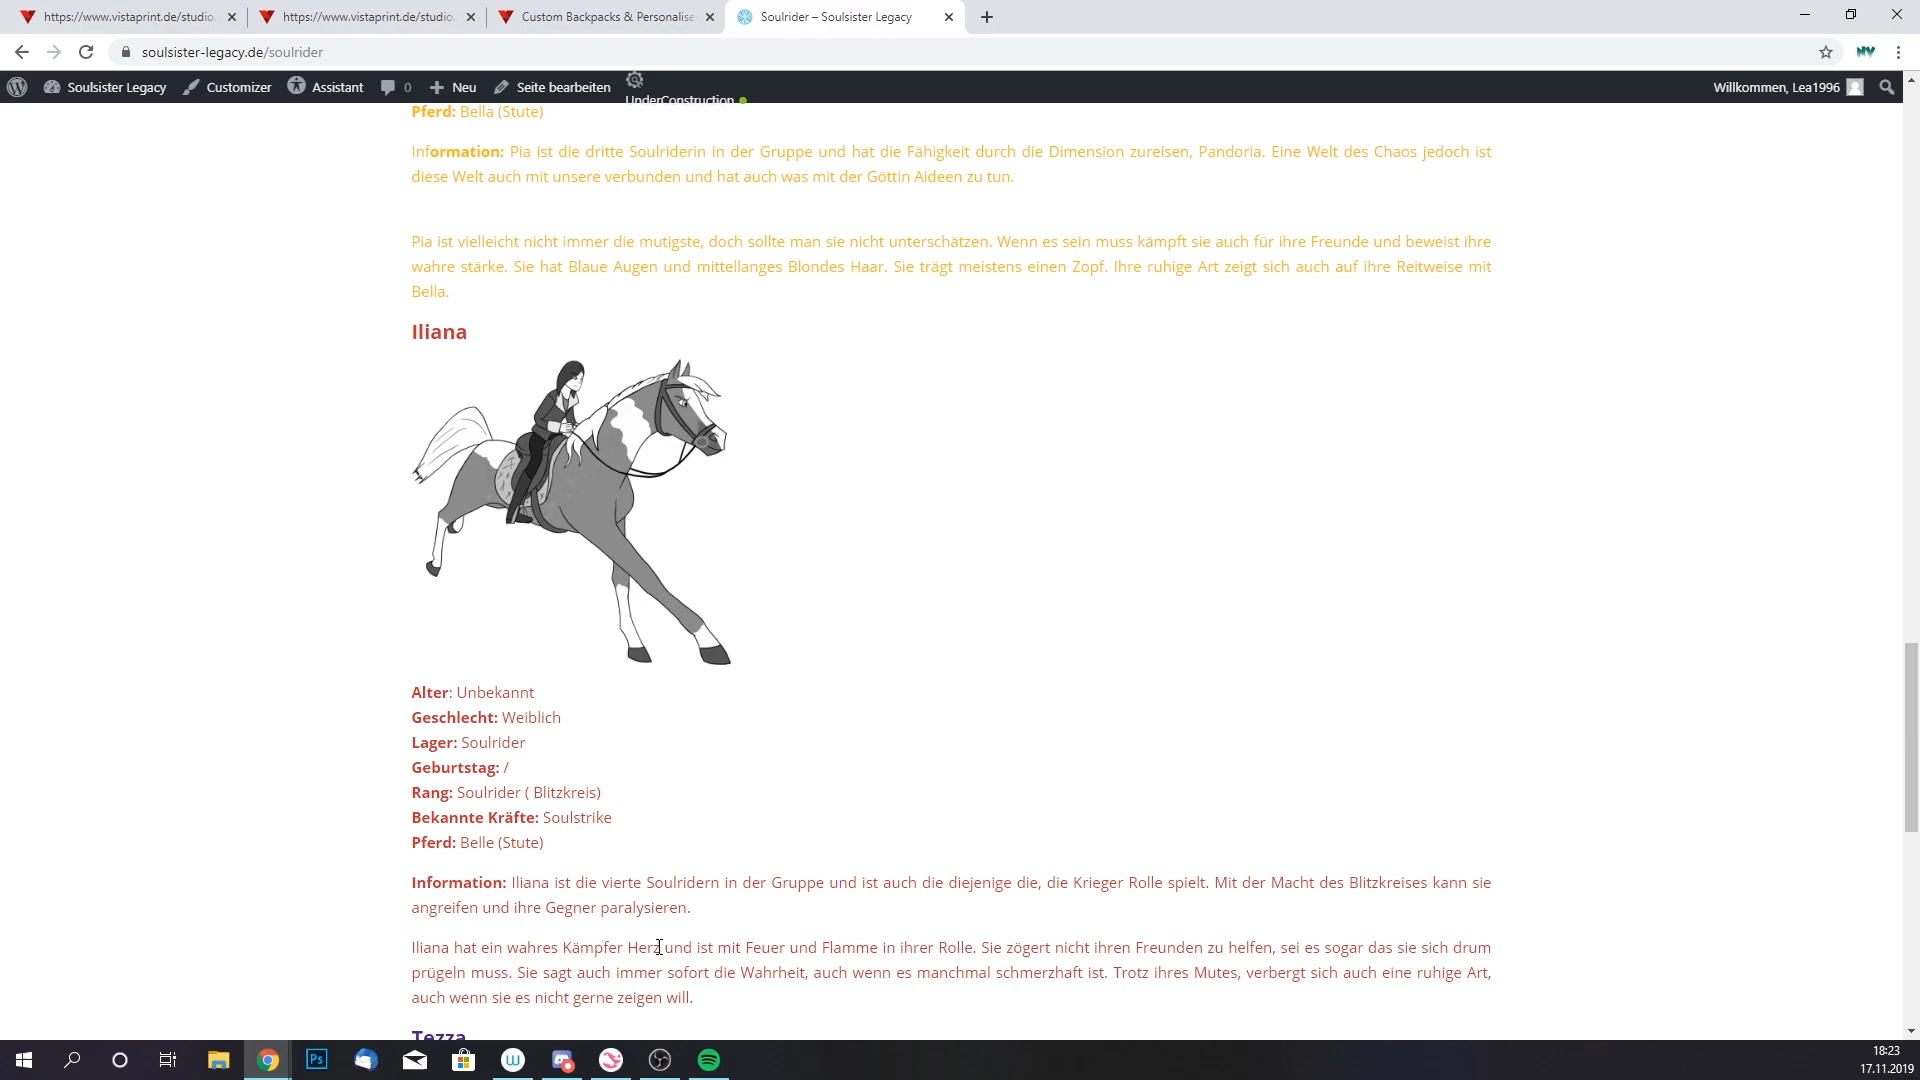 https://www.vistaprint.de/studio.
https://www.vistaprint.de/studio.
Custom Backpacks & Personalise
Soulrider – Soulsister Legacy
soulsister-legacy.de/soulrider
Soulsister Legacy
Customizer
Assistant
0
Neu
Seite bearbeiten
UnderConstruction
Willkommen, Lea1996
Pferd: Bella (Stute)
Information: Pia ist die dritte Soulriderin in der Gruppe und hat die Fähigkeit durch die Dimension zureisen, Pandoria. Eine Welt des Chaos jedoch ist
diese Welt auch mit unsere verbunden und hat auch was mit der Göttin Aideen zu tun.
Pia ist vielleicht nicht immer die mutigste, doch sollte man sie nicht unterschätzen. Wenn es sein muss kämpft sie auch für ihre Freunde und beweist ihre
wahre stärke. Sie hat Blaue Augen und mittellanges Blondes Haar. Sie trägt meistens einen Zopf. Ihre ruhige Art zeigt sich auch auf ihre Reitweise mit
Bella.
Iliana
Alter: Unbekannt
Geschlecht: Weiblich
Lager: Soulrider
Geburtstag: /
Rang: Soulrider ( Blitzkreis)
Bekannte Kräfte: Soulstrike
Pferd: Belle (Stute)
Information: Iliana ist die vierte Soulridern in der Gruppe und ist auch die diejenige die, die Krieger Rolle spielt. Mit der Macht des Blitzkreises kann sie
angreifen und ihre Gegner paralysieren.
Iliana hat ein wahres Kämpfer Herz und ist mit Feuer und Flamme in ihrer Rolle. Sie zögert nicht ihren Freunden zu helfen, sei es sogar das sie sich drum
prügeln muss. Sie sagt auch immer sofort die Wahrheit, auch wenn es manchmal schmerzhaft ist. Trotz ihres Mutes, verbergt sich auch eine ruhige Art,
auch wenn sie es nicht gerne zeigen will.
Tezza
Ps
18:23
17.11.2019